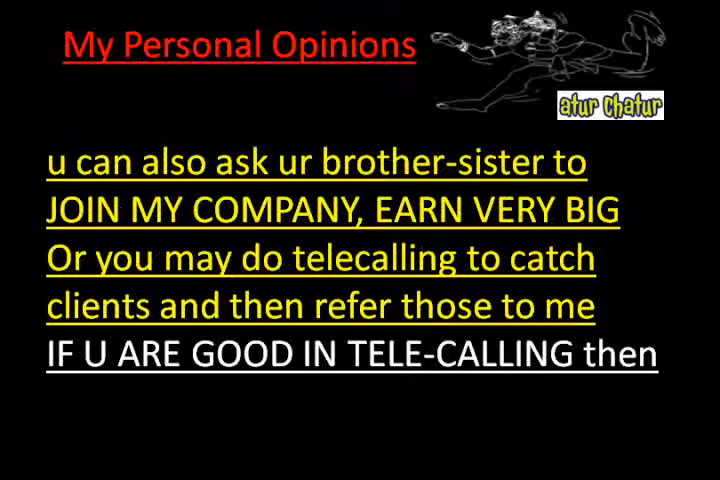 My Personal Opinions
atur chatur
u can also ask ur brother-sister to
JOIN MY COMPANY, EARN VERY BIG
Or you may do telecalling to catch
clients and then refer those to me
IF U ARE GOOD IN TELE-CALLING then